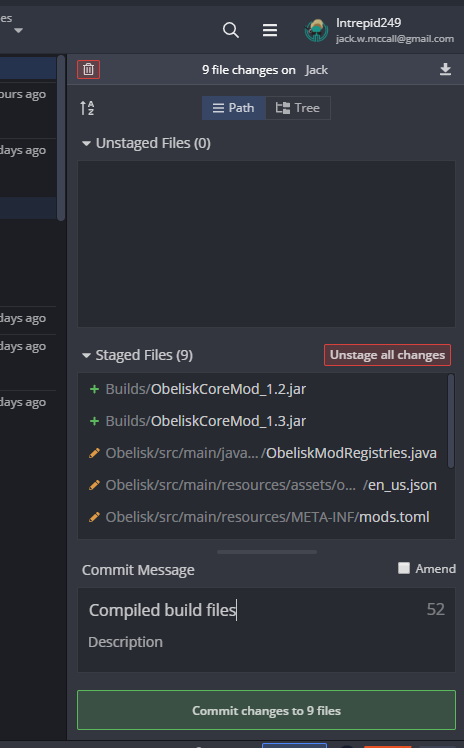 es
Intrepid249
jack.w.mccall@gmail.com
ours ago
9 file changes on Jack
days ago
A Z
Path
Tree
Unstaged Files (0)
days ago
days ago
Staged Files (9)
Unstage all changes
Builds/ObeliskCoreMod_1.2.jar
days ago
Builds/ObeliskCoreMod_1.3.jar
Obelisk/src/main/java... /ObeliskModRegistries.java
Obelisk/src/main/resources/assets/o... /en_us.json
Obelisk/src/main/resources/META-INF/mods.toml
Commit Message
Amend
Compiled build files
52
Description
Commit changes to 9 files